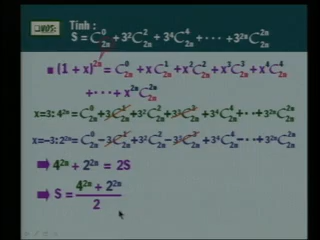 VD5:
Tính :
S = C⁰₂ₙ + 3²C²₂ₙ + 3⁴C⁴₂ₙ + ··· + 3²ⁿC²ⁿ₂ₙ
(1 + x)²ⁿ = C⁰₂ₙ + xC¹₂ₙ + x²C²₂ₙ + x³C³₂ₙ + x⁴C⁴₂ₙ
+ ··· + x²ⁿC²ⁿ₂ₙ
x=3: 4²ⁿ = C⁰₂ₙ + 3C¹₂ₙ + 3²C²₂ₙ + 3³C³₂ₙ + 3⁴C⁴₂ₙ + ··· + 3²ⁿC²ⁿ₂ₙ
x=-3: 2²ⁿ = C⁰₂ₙ - 3C¹₂ₙ + 3²C²₂ₙ - 3³C³₂ₙ + 3⁴C⁴₂ₙ - ··· + 3²ⁿC²ⁿ₂ₙ
⇒ 4²ⁿ + 2²ⁿ = 2S
⇒ S = (4²ⁿ + 2²ⁿ)/2